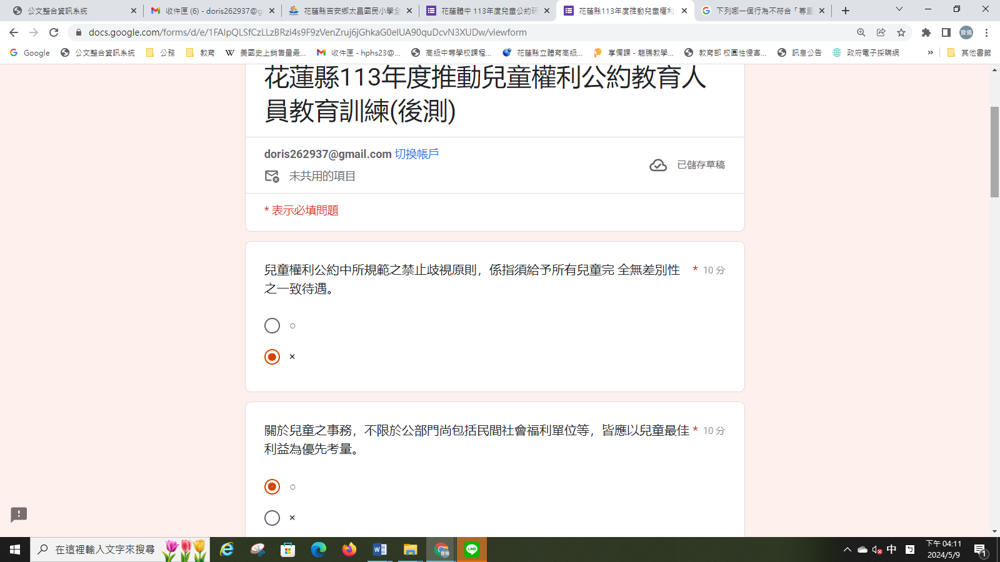 公文整合資訊系統
收件匣 (6) - doris262937@g
花蓮縣吉安鄉太昌國民小學全
花蓮體中 113年度兒童公約研
花蓮縣113年度推動兒童權利
下列哪一個行為不符合「尊重
docs.google.com/forms/d/e/1FAIpQLSfCzLLzBRzi4s9F9zVenZruj6jGhkaG0eIUA90quDcvN3XUDw/viewform
寶儀
Google
公文整合資訊系統
公務
教育
W 美國史上銷售量最...
收件匣 - hphs23@...
高級中等學校課程...
花蓮縣立體育高級...
享備課 - 龍騰教學...
教育部 校園性侵害...
訊息公告
政府電子採購網
»
其他書籤
花蓮縣113年度推動兒童權利公約教育人
員教育訓練(後測)
doris262937@gmail.com 切換帳戶
未共用的項目
已儲存草稿
* 表示必填問題
兒童權利公約中所規範之禁止歧視原則，係指須給予所有兒童完 全無差別性 * 10 分
之一致待遇。
○
×
關於兒童之事務，不限於公部門尚包括民間社會福利單位等，皆應以兒童最佳 * 10 分
利益為優先考量。
○
×
在這裡輸入文字來搜尋
LINE
中
下午 04:11
2024/5/9
1